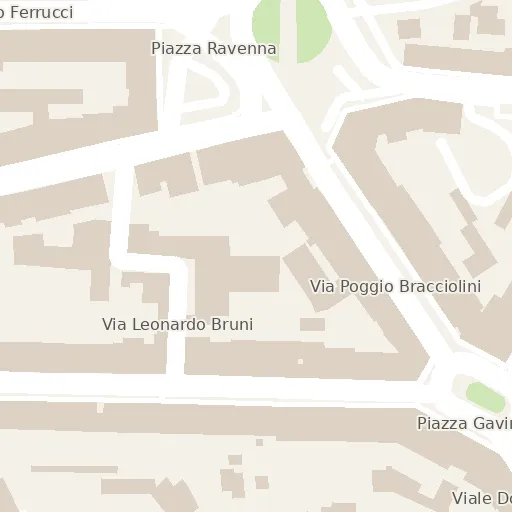 o Ferrucci
Piazza Ravenna
Via Poggio Bracciolini
Via Leonardo Bruni
Piazza Gavin
Viale Do